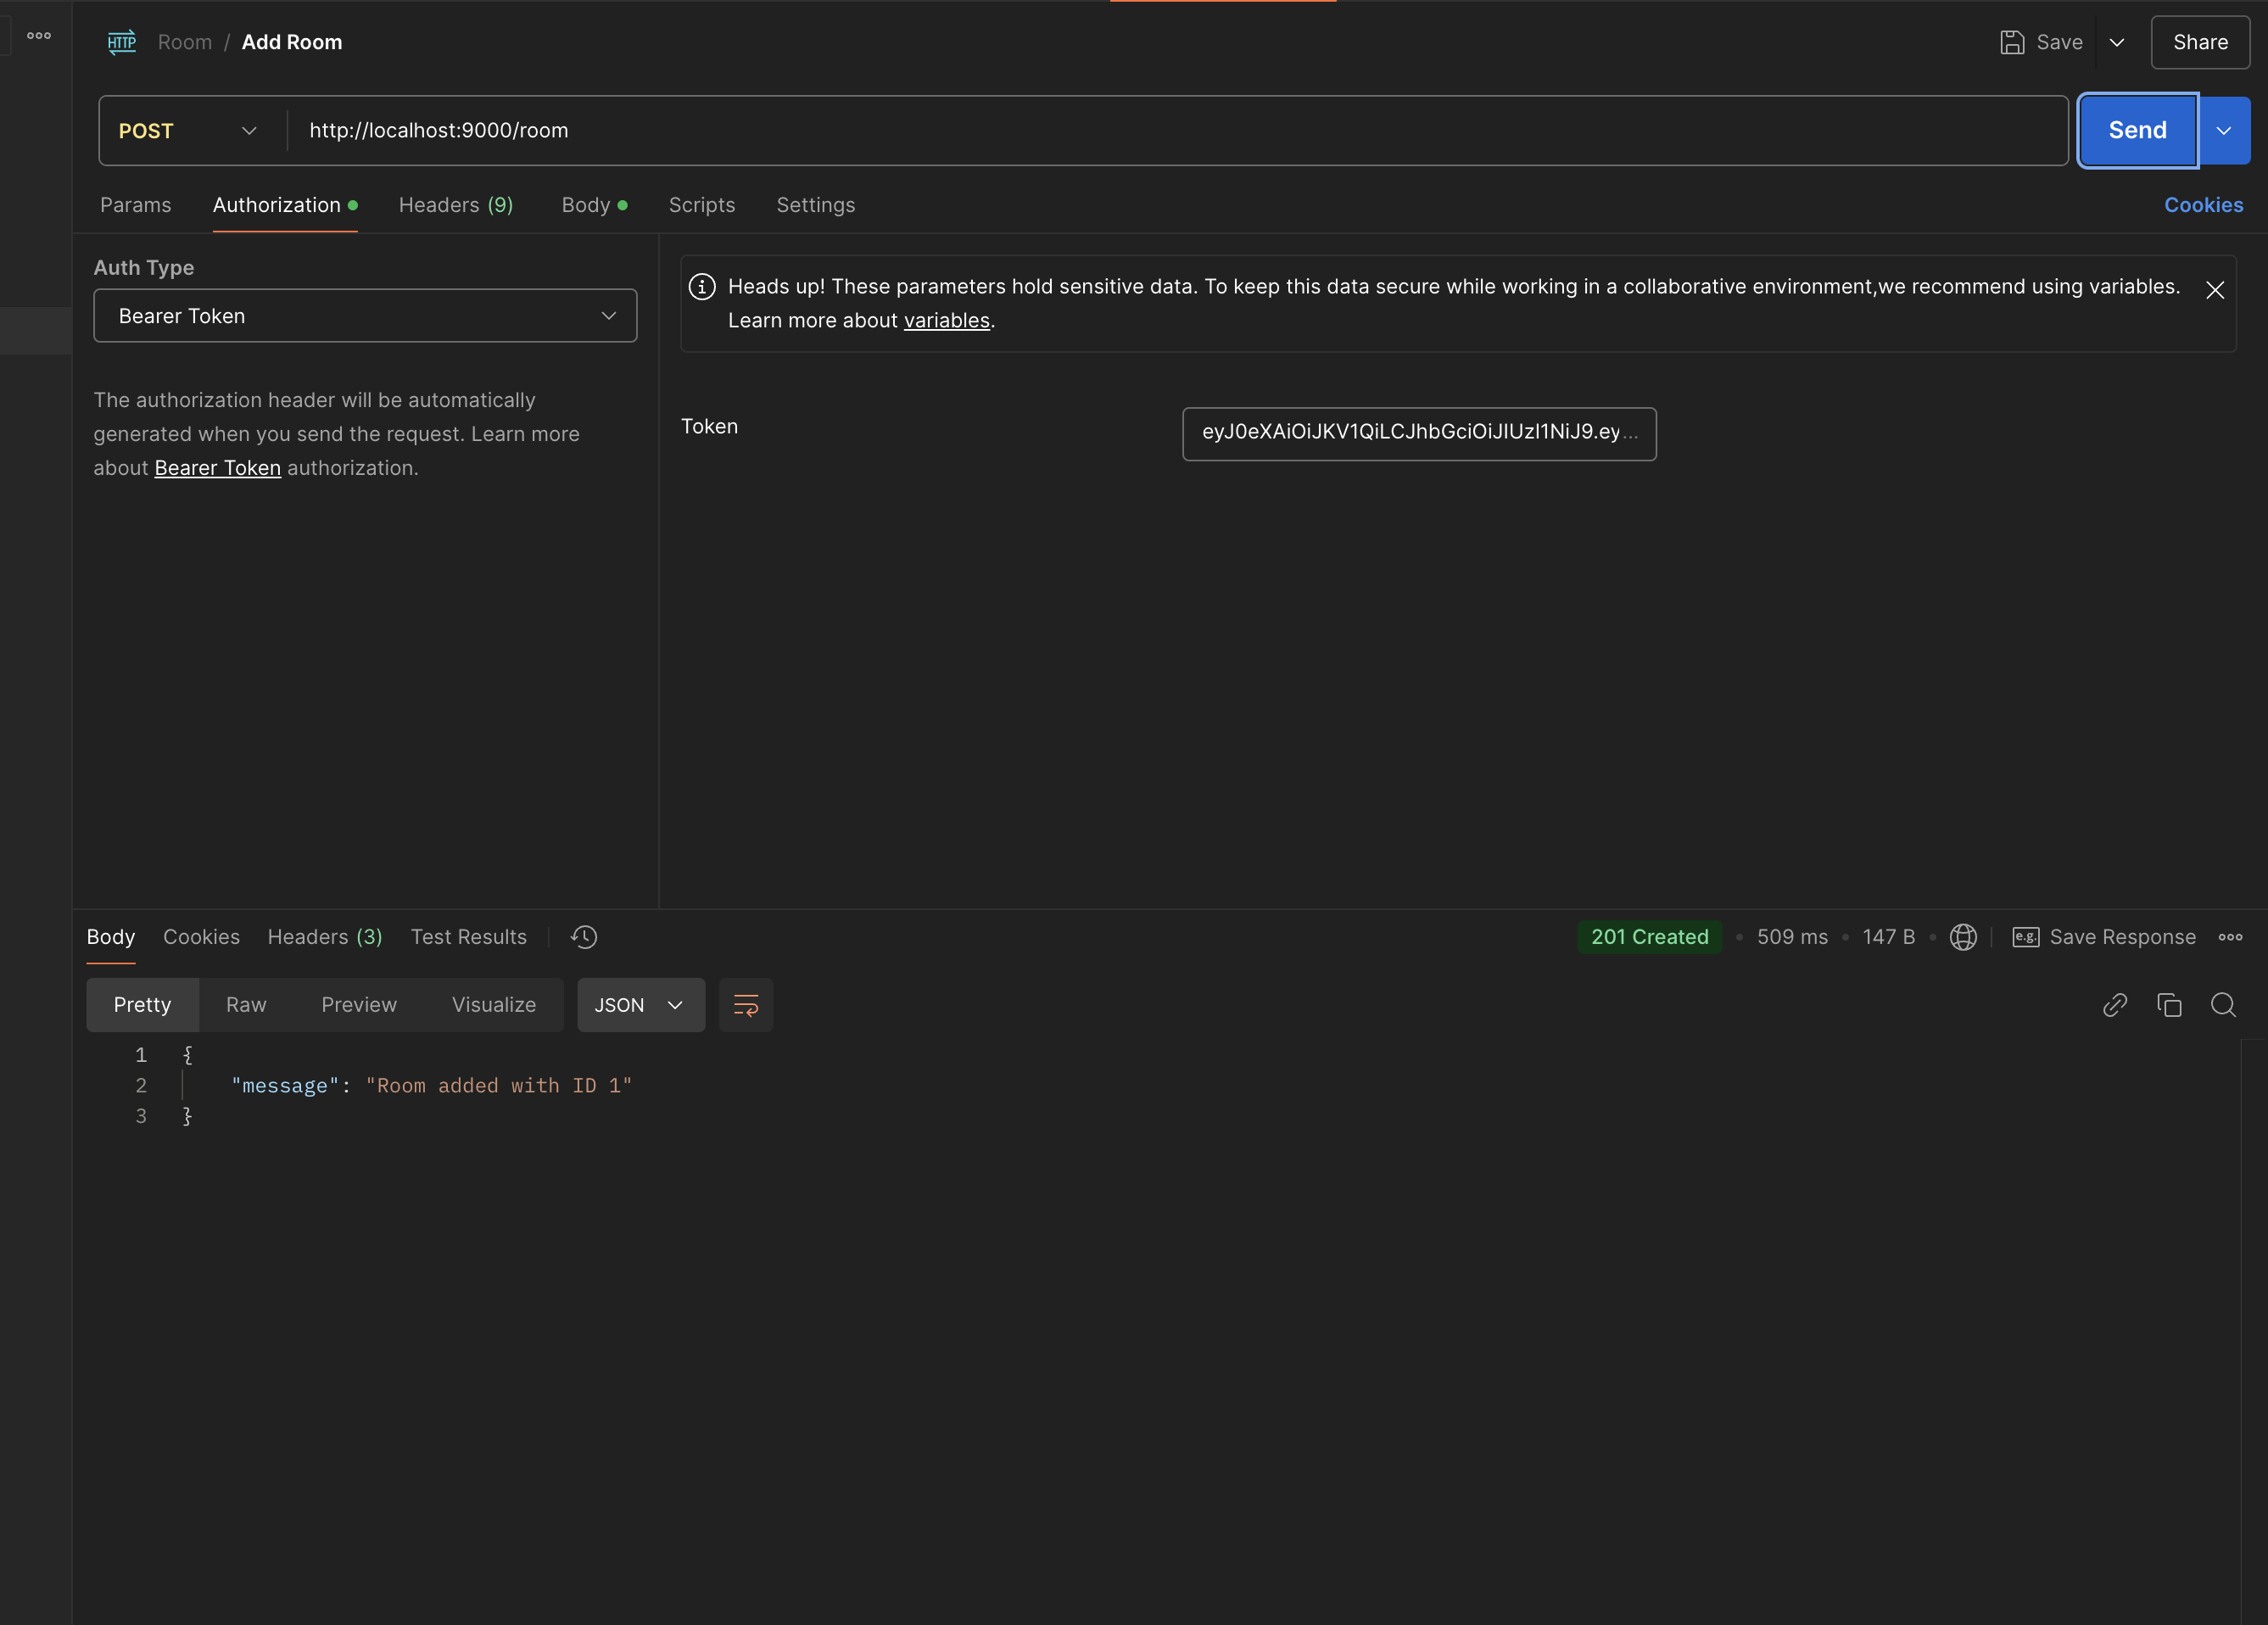 HTTP Room / Add Room Save Share
POST http://localhost:9000/room Send
Params Authorization Headers (9) Body Scripts Settings Cookies
Auth Type
Bearer Token
The authorization header will be automatically
generated when you send the request. Learn more
about Bearer Token authorization.
Heads up! These parameters hold sensitive data. To keep this data secure while working in a collaborative environment,we recommend using variables.
Learn more about variables.
Token eyJ0eXAiOiJKV1QiLCJhbGciOiJIUzI1NiJ9.ey...
Body Cookies Headers (3) Test Results 201 Created 509 ms 147 B e.g. Save Response
Pretty Raw Preview Visualize JSON
1 {
2 "message": "Room added with ID 1"
3 }